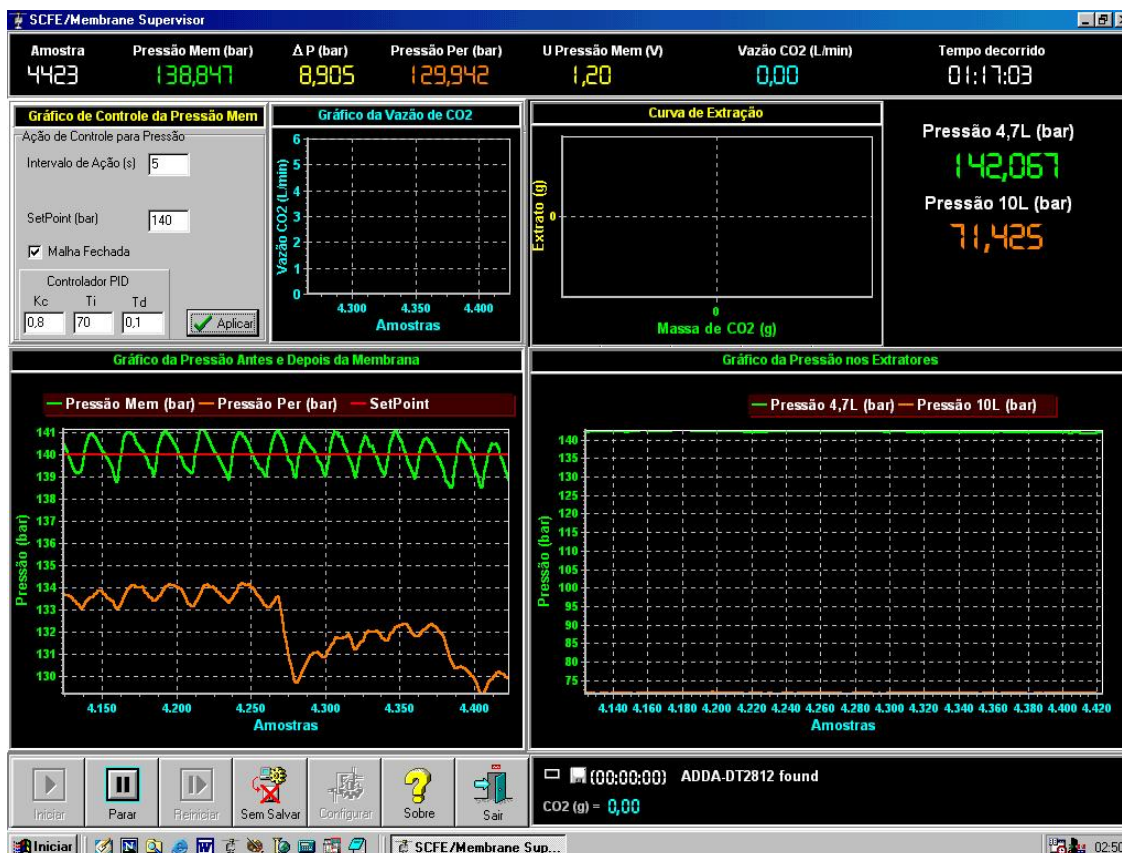 SCFE/Membrane Supervisor
Amostra Pressão Mem (bar) Δ P (bar) Pressão Per (bar) U Pressão Mem (V) Vazão CO2 (L/min) Tempo decorrido
4423 138,847 8,905 129,942 1,20 0,00 01:17:03
Gráfico de Controle da Pressão Mem
Ação de Controle para Pressão
Intervalo de Ação (s) 5
SetPoint (bar) 140
Malha Fechada
Controlador PID
Kc Ti Td
0,8 70 0,1 Aplicar
Gráfico da Vazão de CO2
Vazão CO2 (L/min)
6
5
4
3
2
1
0
4.300 4.350 4.400
Amostras
Curva de Extração
Extrato (g)
0
0
Massa de CO2 (g)
Pressão 4,7L (bar)
142,067
Pressão 10L (bar)
71,425
Gráfico da Pressão Antes e Depois da Membrana
Pressão Mem (bar) Pressão Per (bar) SetPoint
Pressão (bar)
141
140
139
138
137
136
135
134
133
132
131
130
4.150 4.200 4.250 4.300 4.350 4.400
Amostras
Gráfico da Pressão nos Extratores
Pressão 4,7L (bar) Pressão 10L (bar)
Pressão (bar)
140
135
130
125
120
115
110
105
100
95
90
85
80
75
4.140 4.160 4.180 4.200 4.220 4.240 4.260 4.280 4.300 4.320 4.340 4.360 4.380 4.400 4.420
Amostras
Iniciar Parar Reiniciar Sem Salvar Configurar Sobre Sair
(00:00:00) ADDA-DT2812 found
CO2 (g) = 0,00
Iniciar SCFE/Membrane Sup... 02:50